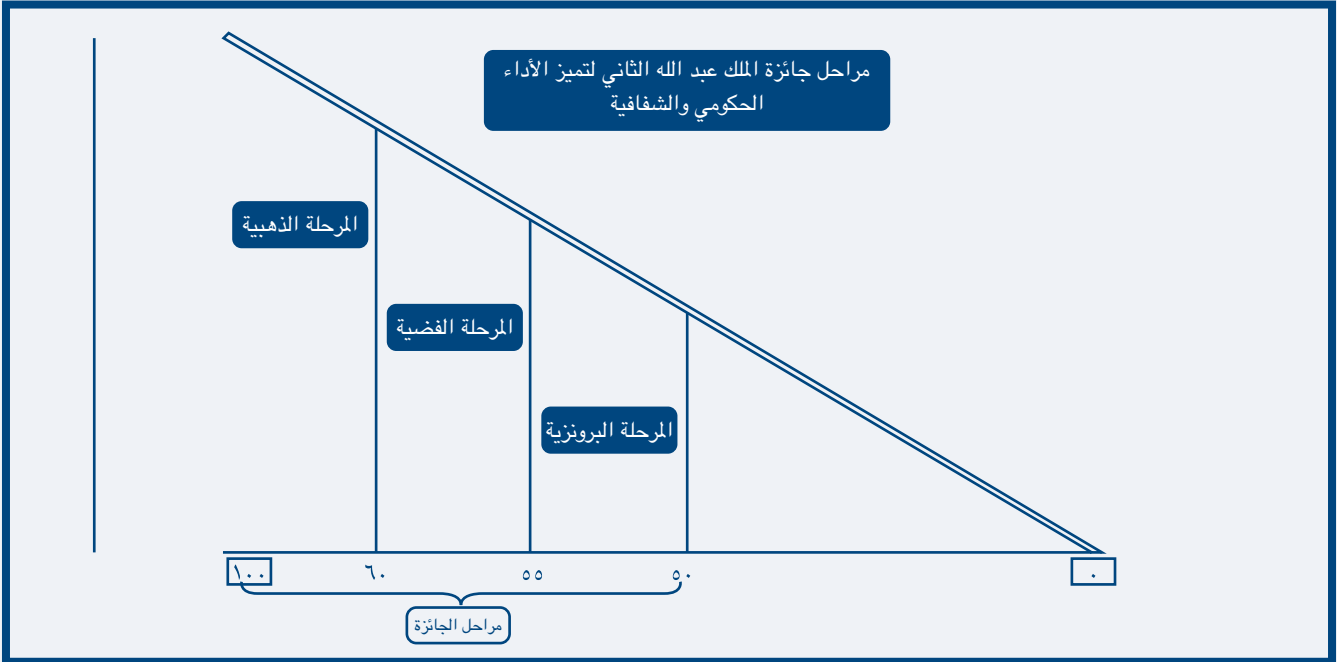 مراحل جائزة الملك عبد الله الثاني لتميز الأداء
الحكومي والشفافية
المرحلة الذهبية
المرحلة الفضية
المرحلة البرونزية
٠
٥٠
٥٥
٦٠
١٠٠
مراحل الجائزة